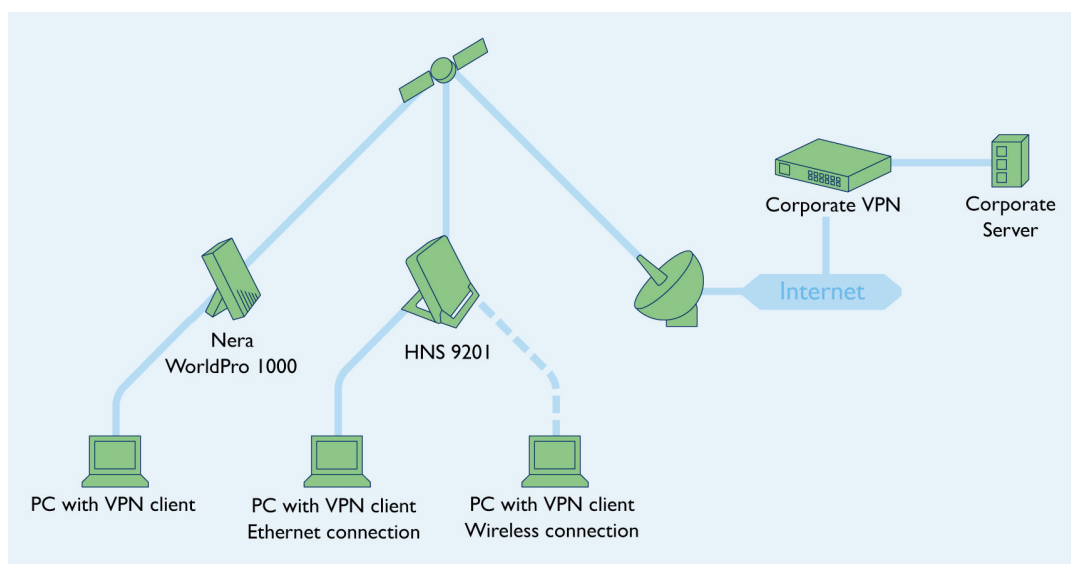 Corporate VPN
Corporate
Server
Internet
Nera
WorldPro 1000
HNS 9201
PC with VPN client
PC with VPN client
Ethernet connection
PC with VPN client
Wireless connection